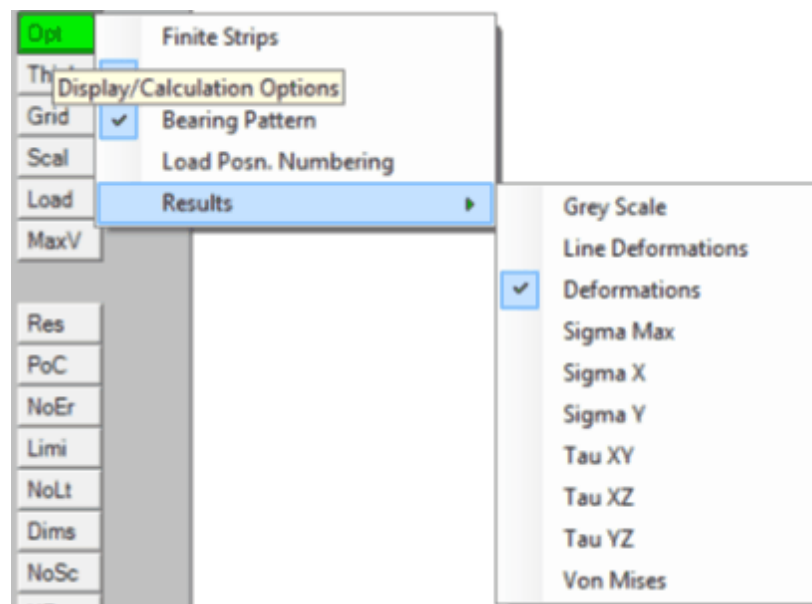 Opt
Finite Strips
Display/Calculation Options
Grid
Bearing Pattern
Scal
Load Posn. Numbering
Load
Results
Grey Scale
MaxV
Line Deformations
Deformations
Res
Sigma Max
PoC
Sigma X
NoEr
Sigma Y
Limi
Tau XY
NoLt
Tau XZ
Dims
Tau YZ
NoSc
Von Mises